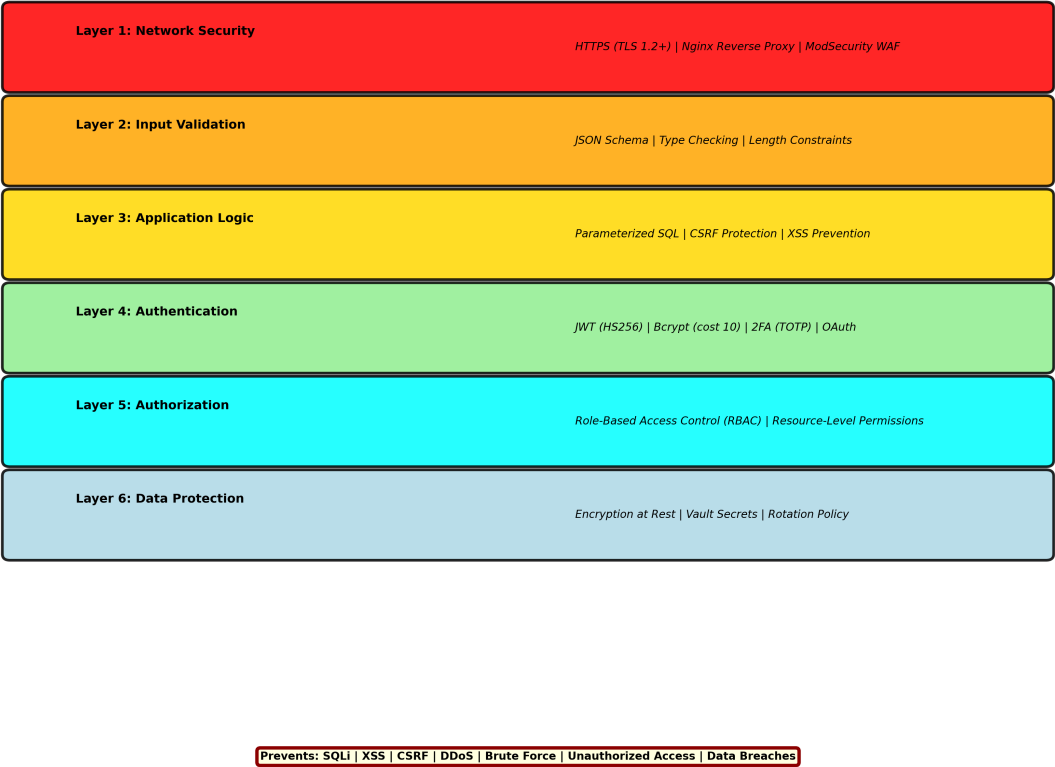 Layer 1: Network Security
HTTPS (TLS 1.2+) | Nginx Reverse Proxy | ModSecurity WAF
Layer 2: Input Validation
JSON Schema | Type Checking | Length Constraints
Layer 3: Application Logic
Parameterized SQL | CSRF Protection | XSS Prevention
Layer 4: Authentication
JWT (HS256) | Bcrypt (cost 10) | 2FA (TOTP) | OAuth
Layer 5: Authorization
Role-Based Access Control (RBAC) | Resource-Level Permissions
Layer 6: Data Protection
Encryption at Rest | Vault Secrets | Rotation Policy
Prevents: SQLi | XSS | CSRF | DDoS | Brute Force | Unauthorized Access | Data Breaches